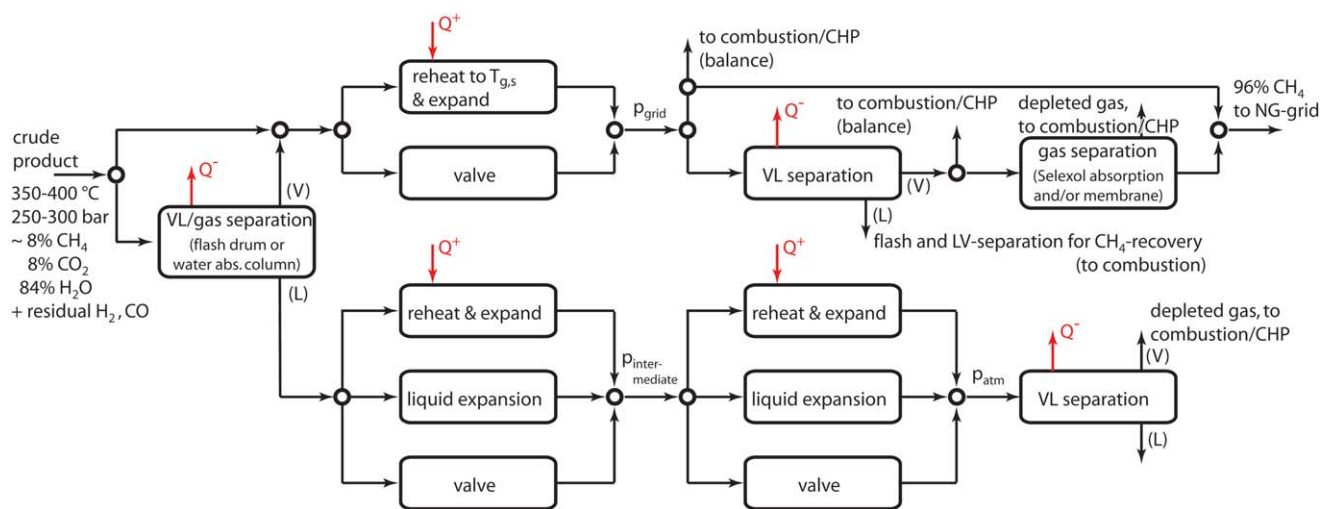 crude
product
350-400 °C
250-300 bar
~ 8% CH4
8% CO2
84% H2O
+ residual H2, CO
Q-
VL/gas separation
(flash drum or
water abs. column)
(V)
(L)
Q+
reheat to Tg,s
& expand
valve
pgrid
to combustion/CHP
(balance)
Q-
VL separation
(V)
(L)
to combustion/CHP
(balance)
depleted gas,
to combustion/CHP
gas separation
(Selexol absorption
and/or membrane)
96% CH4
to NG-grid
flash and LV-separation for CH4-recovery
(to combustion)
Q+
reheat & expand
liquid expansion
valve
pinter-
mediate
Q+
reheat & expand
liquid expansion
valve
patm
Q-
VL separation
depleted gas, to
combustion/CHP
(V)
(L)